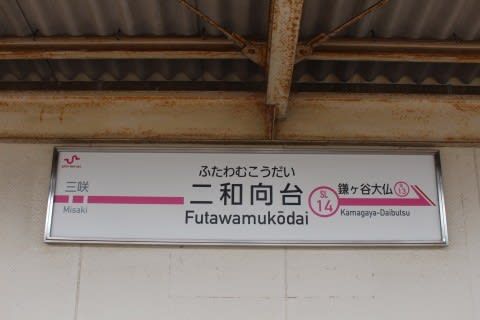 ふたわむこうだい
三咲
二和向台
SL
14
鎌ヶ谷大仏
SL
13
Misaki
Futawamukōdai
Kamagaya-Daibutsu